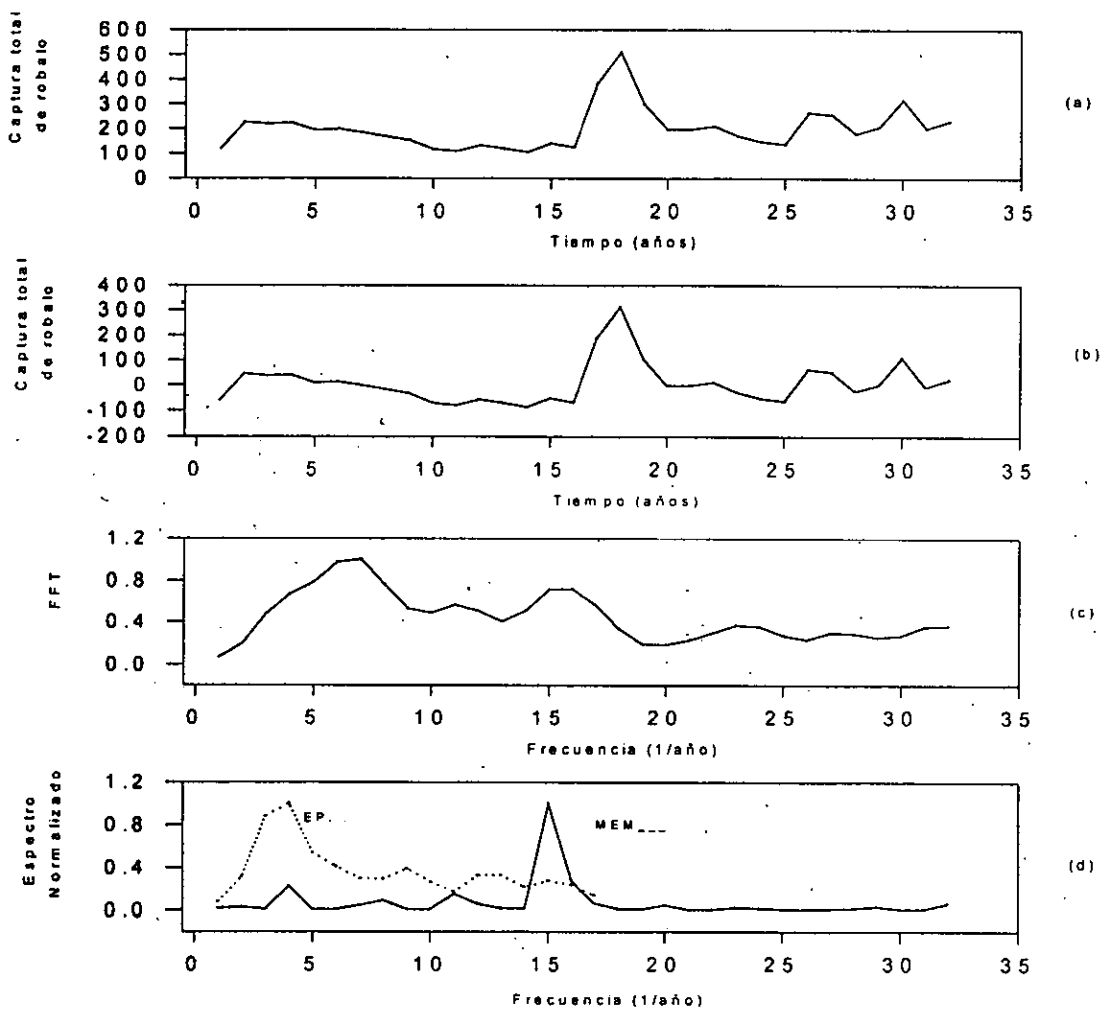 Captura total
de robalo
600
500
400
300
200
100
0
(a)
0 5 10 15 20 25 30 35
Tiempo (años)
Captura total
de robalo
400
300
200
100
0
-100
-200
(b)
0 5 10 15 20 25 30 35
Tiempo (años)
FFT
1.2
0.8
0.4
0.0
(c)
0 5 10 15 20 25 30 35
Frecuencia (1/año)
Espectro
Normalizado
1.2
0.8
0.4
0.0
EP...
MEM___
(d)
0 5 10 15 20 25 30 35
Frecuencia (1/año)